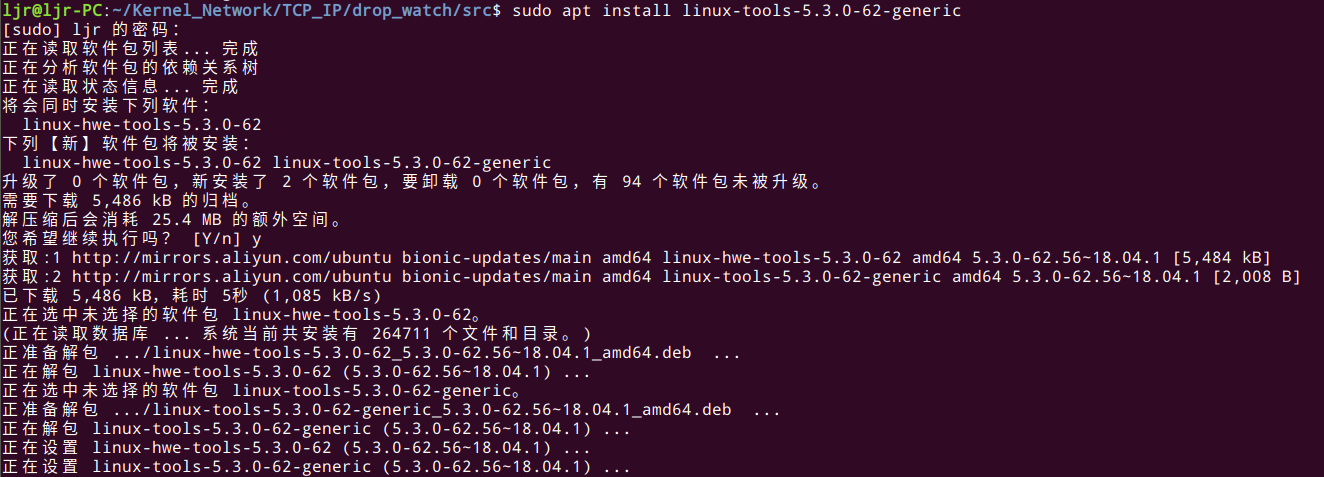 ljr@ljr-PC:~/Kernel_Network/TCP_IP/drop_watch/src$ sudo apt install linux-tools-5.3.0-62-generic
[sudo] ljr 的密码：
正在读取软件包列表... 完成
正在分析软件包的依赖关系树
正在读取状态信息... 完成
将会同时安装下列软件：
  linux-hwe-tools-5.3.0-62
下列【新】软件包将被安装：
  linux-hwe-tools-5.3.0-62 linux-tools-5.3.0-62-generic
升级了 0 个软件包，新安装了 2 个软件包，要卸载 0 个软件包，有 94 个软件包未被升级。
需要下载 5,486 kB 的归档。
解压缩后会消耗 25.4 MB 的额外空间。
您希望继续执行吗？ [Y/n] y
获取:1 http://mirrors.aliyun.com/ubuntu bionic-updates/main amd64 linux-hwe-tools-5.3.0-62 amd64 5.3.0-62.56~18.04.1 [5,484 kB]
获取:2 http://mirrors.aliyun.com/ubuntu bionic-updates/main amd64 linux-tools-5.3.0-62-generic amd64 5.3.0-62.56~18.04.1 [2,008 B]
已下载 5,486 kB，耗时 5秒 (1,085 kB/s)
正在选中未选择的软件包 linux-hwe-tools-5.3.0-62。
(正在读取数据库 ... 系统当前共安装有 264711 个文件和目录。)
正准备解包 .../linux-hwe-tools-5.3.0-62_5.3.0-62.56~18.04.1_amd64.deb  ...
正在解包 linux-hwe-tools-5.3.0-62 (5.3.0-62.56~18.04.1) ...
正在选中未选择的软件包 linux-tools-5.3.0-62-generic。
正准备解包 .../linux-tools-5.3.0-62-generic_5.3.0-62.56~18.04.1_amd64.deb  ...
正在解包 linux-tools-5.3.0-62-generic (5.3.0-62.56~18.04.1) ...
正在设置 linux-hwe-tools-5.3.0-62 (5.3.0-62.56~18.04.1) ...
正在设置 linux-tools-5.3.0-62-generic (5.3.0-62.56~18.04.1) ...